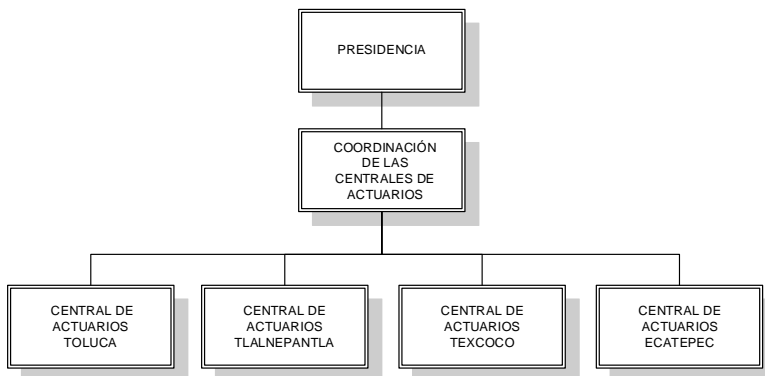 PRESIDENCIA
COORDINACIÓN
DE LAS
CENTRALES DE
ACTUARIOS
CENTRAL DE
ACTUARIOS
TOLUCA
CENTRAL DE
ACTUARIOS
TLALNEPANTLA
CENTRAL DE
ACTUARIOS
TEXCOCO
CENTRAL DE
ACTUARIOS
ECATEPEC